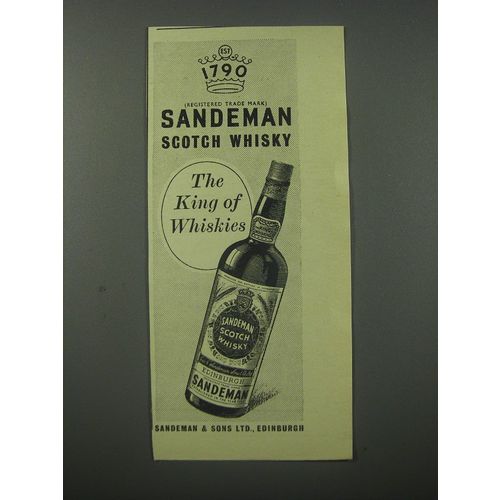 EST
1790
(REGISTERED TRADE MARK)
SANDEMAN
SCOTCH WHISKY
The
King of
Whiskies
KING
SANDEMAN
SCOTCH
WHISKY
EDINBURGH
SANDEMAN
SANDEMAN & SONS LTD., EDINBURGH